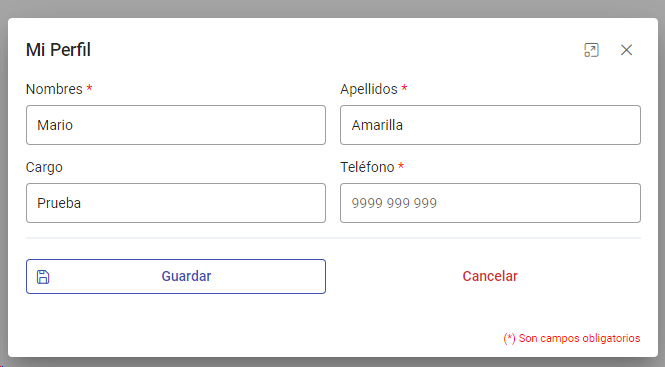 Mi Perfil
Nombres * Apellidos *
Mario Amarilla
Cargo Teléfono *
Prueba 9999 999 999
Guardar Cancelar
(*) Son campos obligatorios